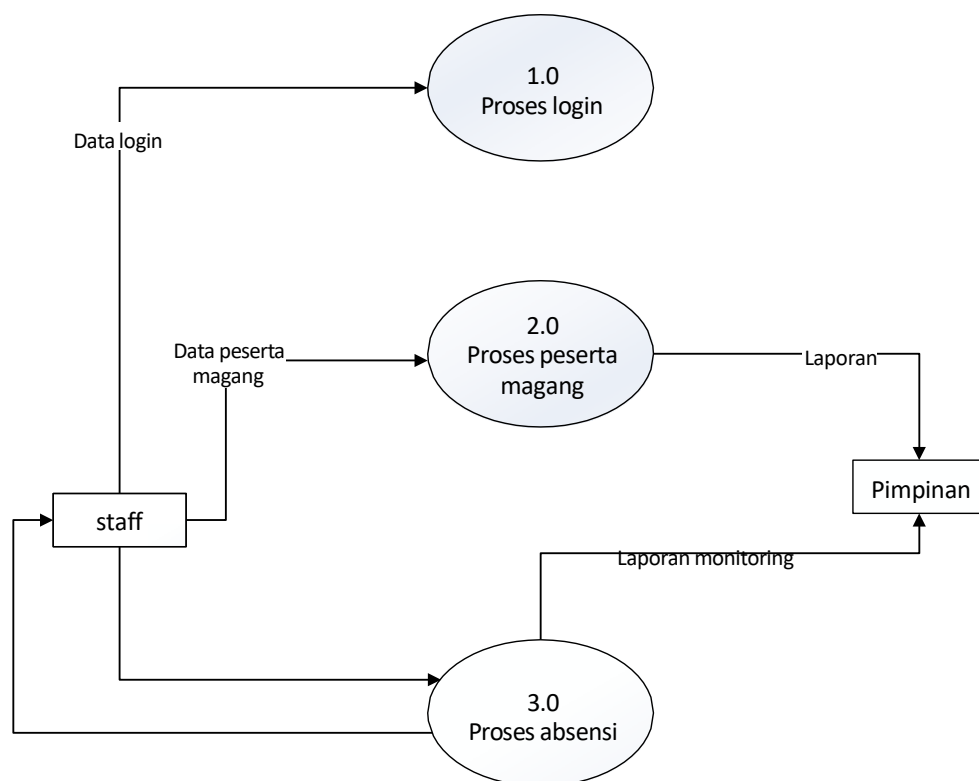 1.0
Proses login
Data login
2.0
Proses peserta
magang
Data peserta
magang
Laporan
Pimpinan
staff
Laporan monitoring
3.0
Proses absensi